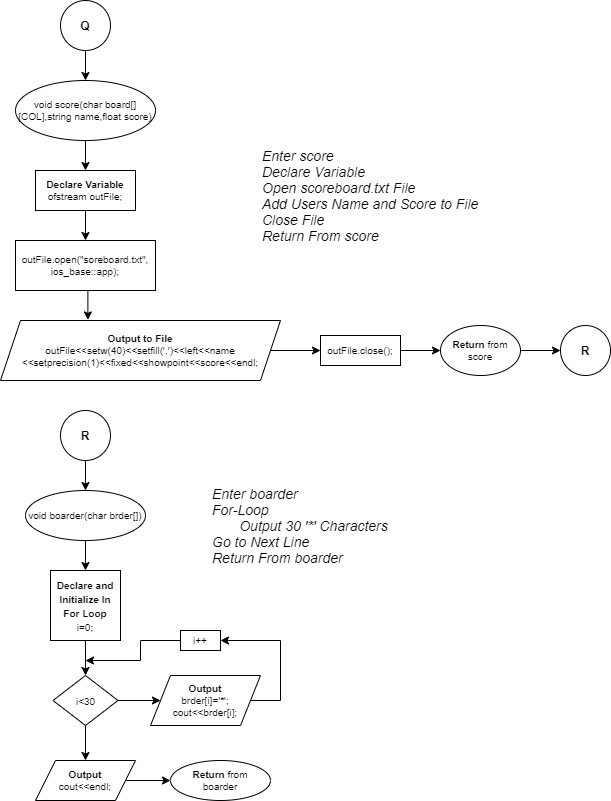 Q
void score(char board[]
[COL],string name,float score)
Declare Variable
ofstream outFile;
outFile.open("soreboard.txt",
ios_base::app);
Output to File
outFile<<setw(40)<<setfill('.')<<left<<name
<<setprecision(1)<<fixed<<showpoint<<score<<endl;
outFile.close();
Return from
score
R
Enter score
Declare Variable
Open scoreboard.txt File
Add Users Name and Score to File
Close File
Return From score
R
void boarder(char brder[])
Declare and
Initialize In
For Loop
i=0;
i++
i<30
Output
brder[i]='*';
cout<<brder[i];
Output
cout<<endl;
Return from
boarder
Enter boarder
For-Loop
Output 30 '*' Characters
Go to Next Line
Return From boarder